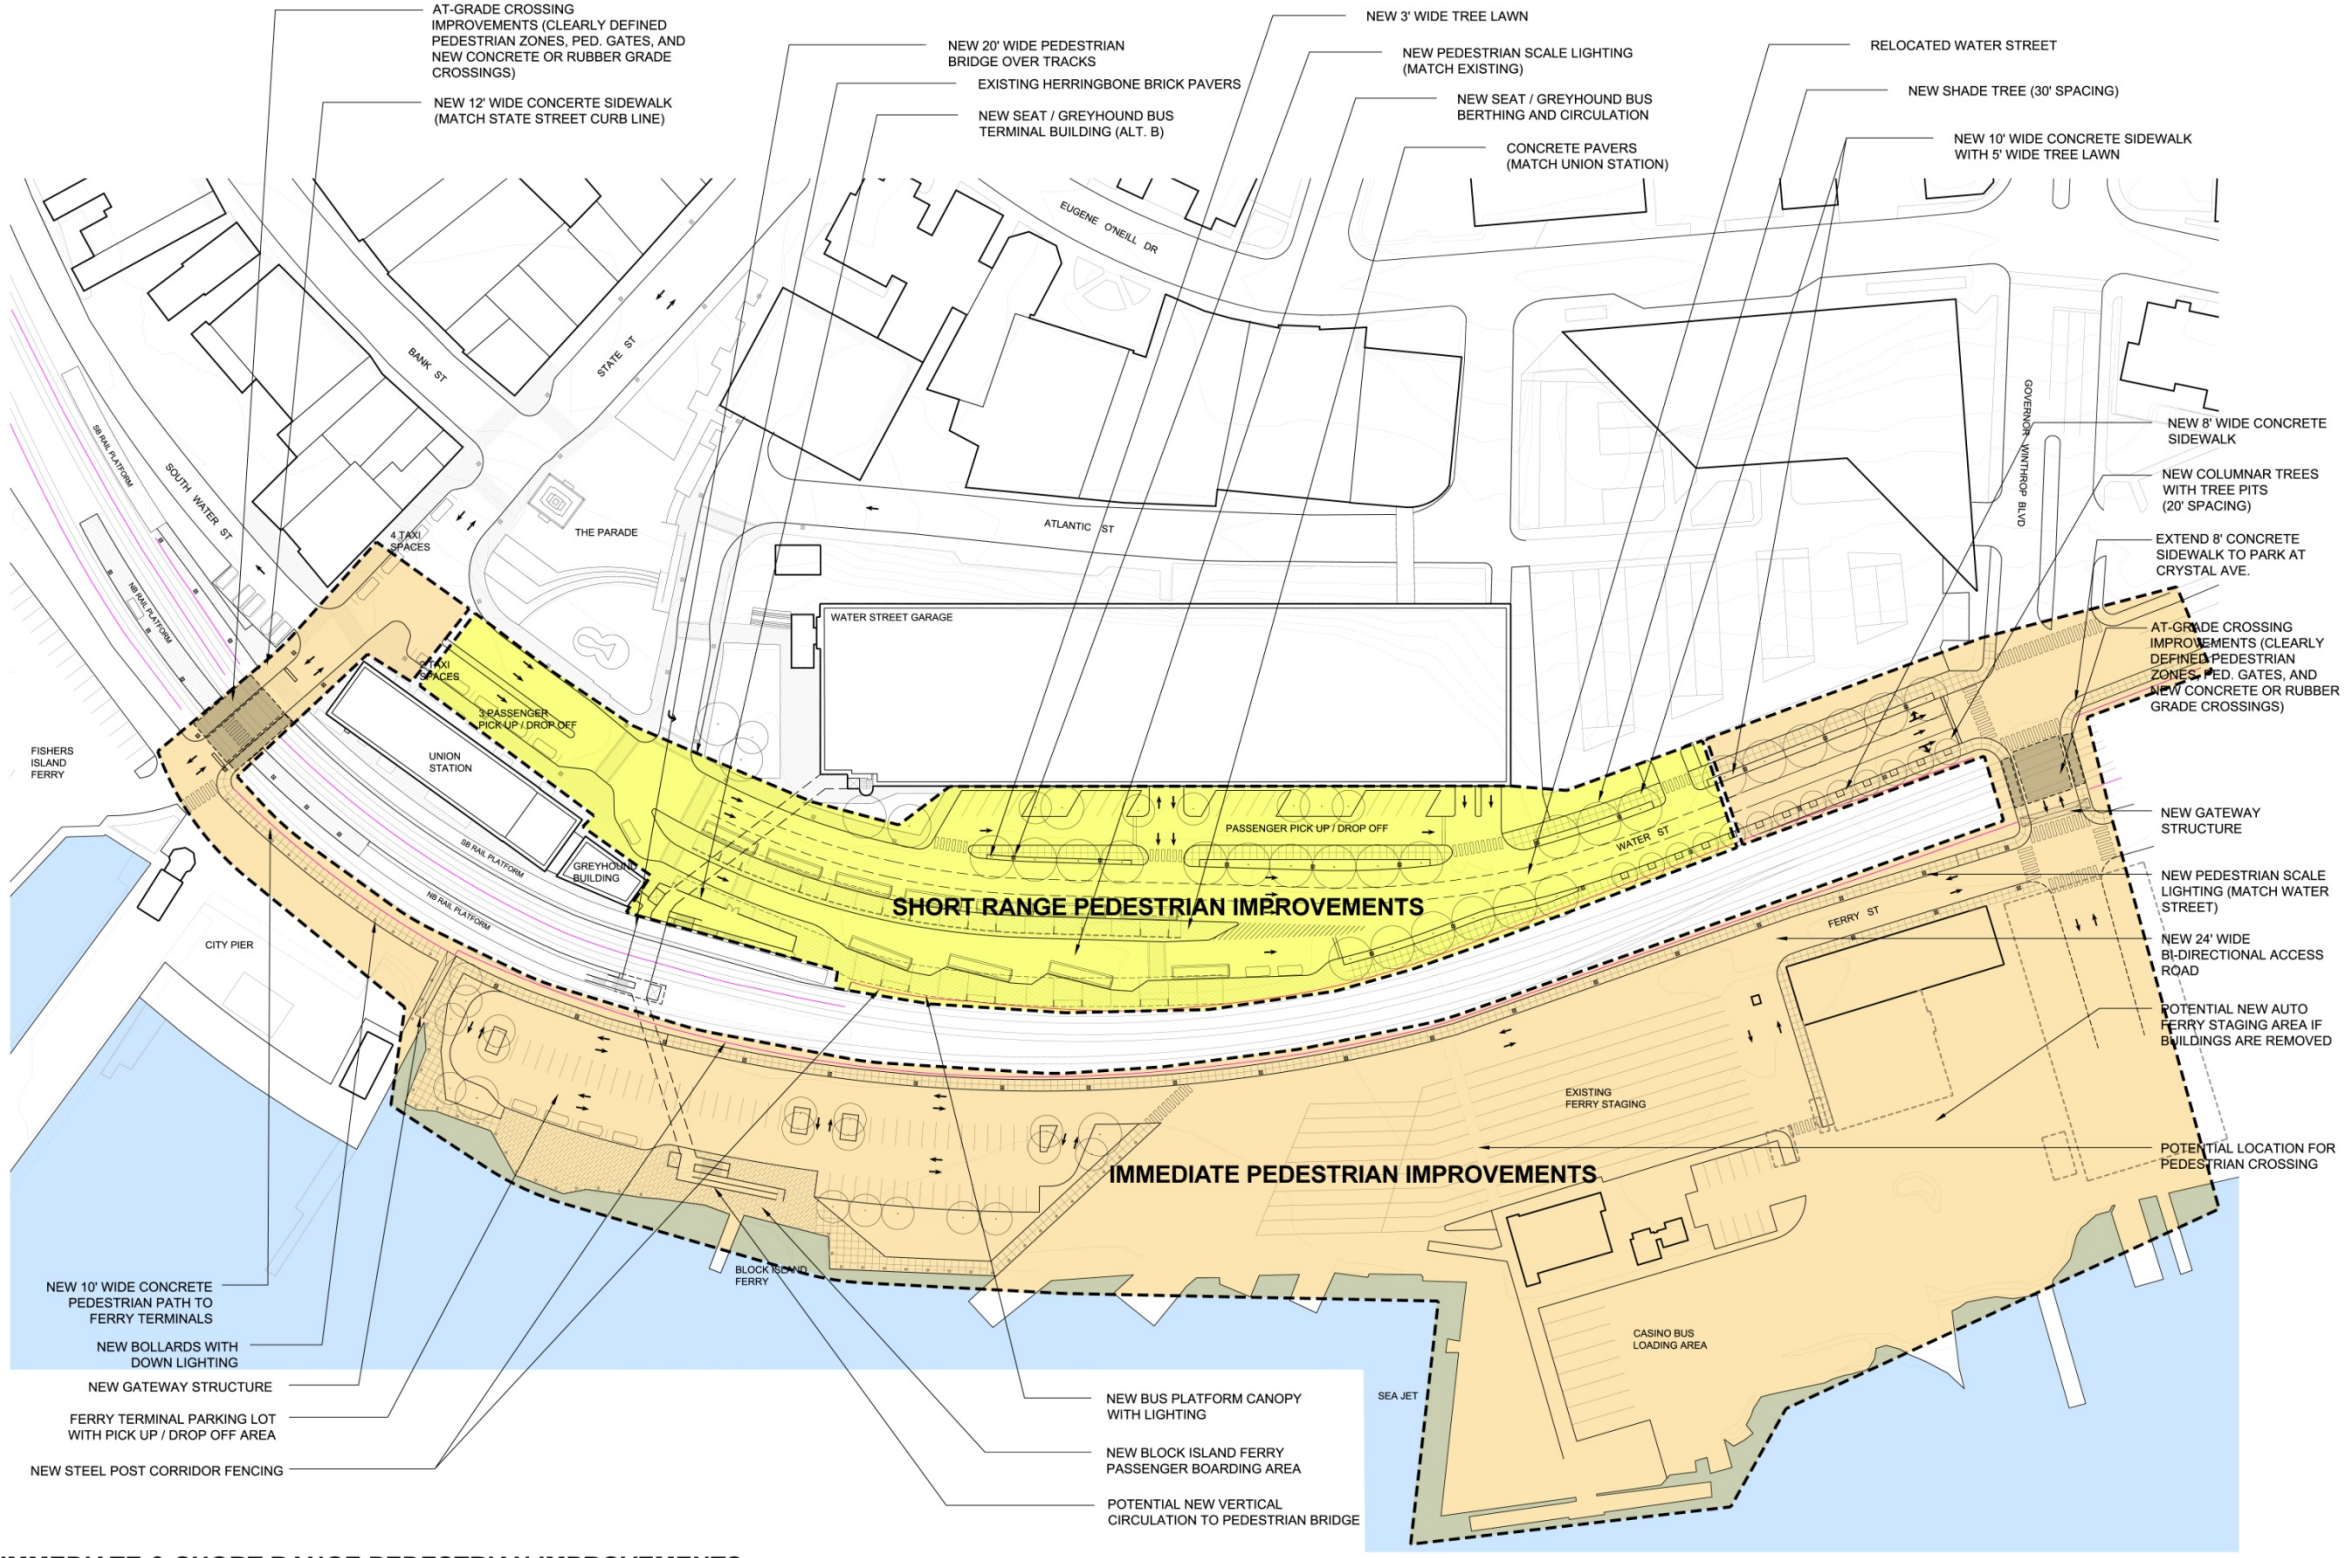 AT-GRADE CROSSING
IMPROVEMENTS (CLEARLY DEFINED
PEDESTRIAN ZONES, PED. GATES, AND
NEW CONCRETE OR RUBBER GRADE
CROSSINGS)
NEW 12' WIDE CONCERTE SIDEWALK
(MATCH STATE STREET CURB LINE)
NEW 20' WIDE PEDESTRIAN
BRIDGE OVER TRACKS
EXISTING HERRINGBONE BRICK PAVERS
NEW SEAT / GREYHOUND BUS
TERMINAL BUILDING (ALT. B)
NEW 3' WIDE TREE LAWN
NEW PEDESTRIAN SCALE LIGHTING
(MATCH EXISTING)
NEW SEAT / GREYHOUND BUS
BERTHING AND CIRCULATION
CONCRETE PAVERS
(MATCH UNION STATION)
RELOCATED WATER STREET
NEW SHADE TREE (30' SPACING)
NEW 10' WIDE CONCRETE SIDEWALK
WITH 5' WIDE TREE LAWN
EUGENE O'NEILL DR
BANK ST
STATE ST
SB RAIL PLATFORM
SOUTH WATER ST
NB RAIL PLATFORM
4 TAXI
SPACES
THE PARADE
ATLANTIC ST
GOVERNOR WINTHROP BLVD
NEW 8' WIDE CONCRETE
SIDEWALK
NEW COLUMNAR TREES
WITH TREE PITS
(20' SPACING)
EXTEND 8' CONCRETE
SIDEWALK TO PARK AT
CRYSTAL AVE.
AT-GRADE CROSSING
IMPROVEMENTS (CLEARLY
DEFINED PEDESTRIAN
ZONES, PED. GATES, AND
NEW CONCRETE OR RUBBER
GRADE CROSSINGS)
WATER STREET GARAGE
TAXI
SPACES
3 PASSENGER
PICK UP / DROP OFF
FISHERS
ISLAND
FERRY
UNION
STATION
SB RAIL PLATFORM
GREYHOUND
BUILDING
NB RAIL PLATFORM
PASSENGER PICK UP / DROP OFF
WATER ST
SHORT RANGE PEDESTRIAN IMPROVEMENTS
FERRY ST
NEW GATEWAY
STRUCTURE
NEW PEDESTRIAN SCALE
LIGHTING (MATCH WATER
STREET)
NEW 24' WIDE
BI-DIRECTIONAL ACCESS
ROAD
POTENTIAL NEW AUTO
FERRY STAGING AREA IF
BUILDINGS ARE REMOVED
POTENTIAL LOCATION FOR
PEDESTRIAN CROSSING
CITY PIER
EXISTING
FERRY STAGING
IMMEDIATE PEDESTRIAN IMPROVEMENTS
BLOCK ISLAND
FERRY
CASINO BUS
LOADING AREA
SEA JET
NEW 10' WIDE CONCRETE
PEDESTRIAN PATH TO
FERRY TERMINALS
NEW BOLLARDS WITH
DOWN LIGHTING
NEW GATEWAY STRUCTURE
FERRY TERMINAL PARKING LOT
WITH PICK UP / DROP OFF AREA
NEW STEEL POST CORRIDOR FENCING
NEW BUS PLATFORM CANOPY
WITH LIGHTING
NEW BLOCK ISLAND FERRY
PASSENGER BOARDING AREA
POTENTIAL NEW VERTICAL
CIRCULATION TO PEDESTRIAN BRIDGE
IMMEDIATE & SHORT RANGE PEDESTRIAN IMPROVEMENTS